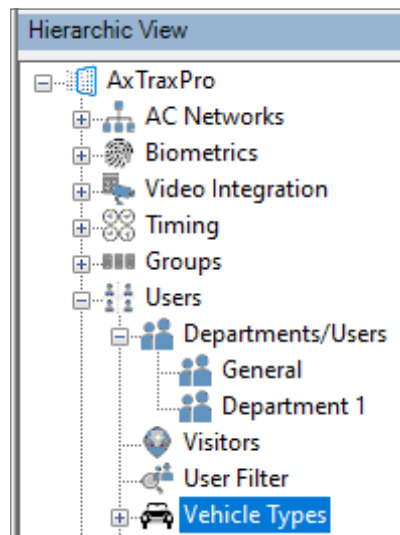 Hierarchic View
AxTraxPro
AC Networks
Biometrics
Video Integration
Timing
Groups
Users
Departments/Users
General
Department 1
Visitors
User Filter
Vehicle Types